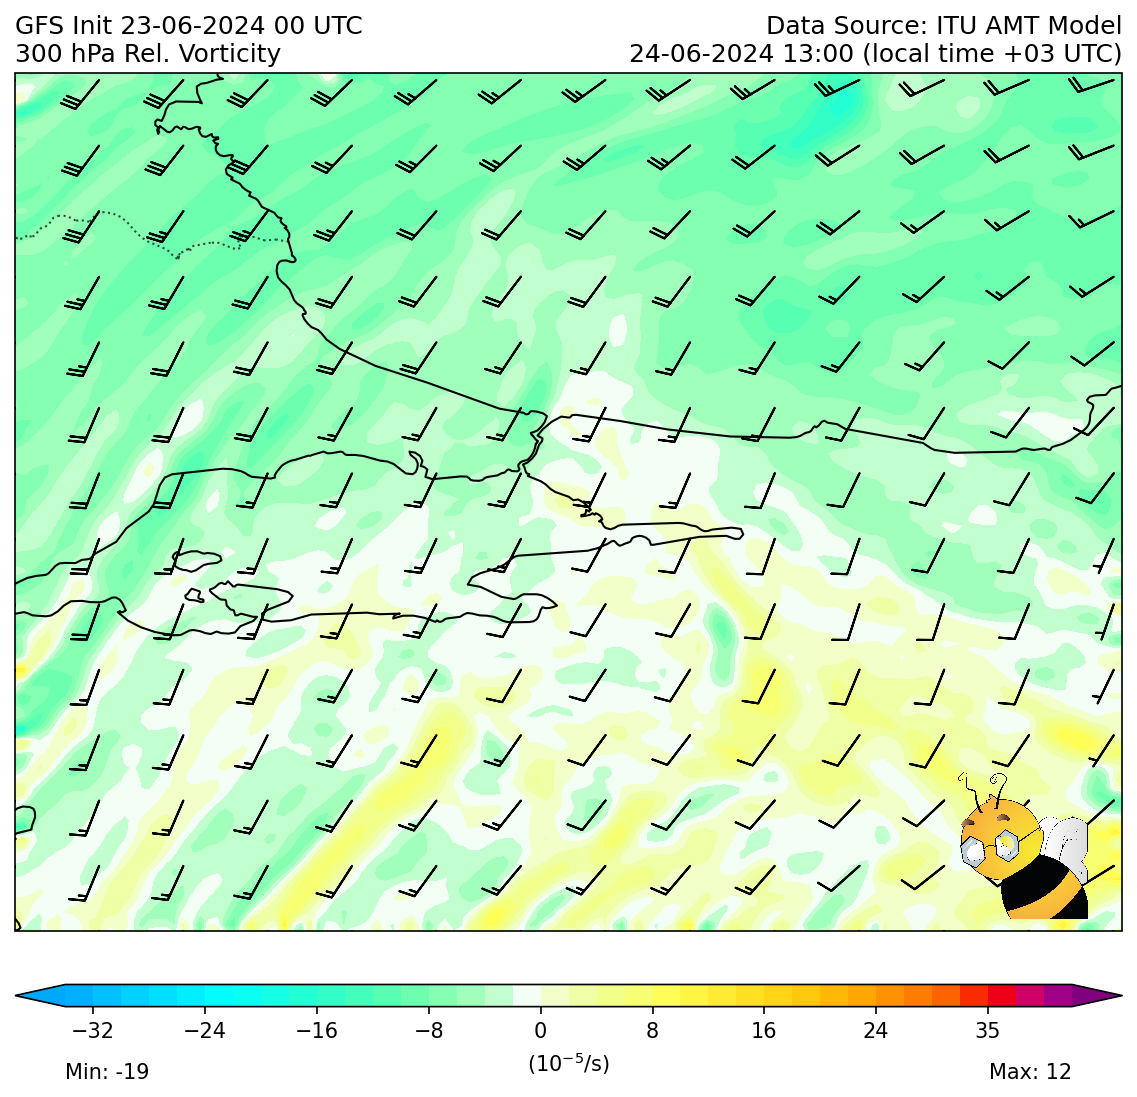 GFS Init 23-06-2024 00 UTC
Data Source: ITU AMT Model
300 hPa Rel. Vorticity
24-06-2024 13:00 (local time +03 UTC)
−32 −24 −16 −8 0 8 16 24 35
(10⁻⁵/s)
Min: -19
Max: 12